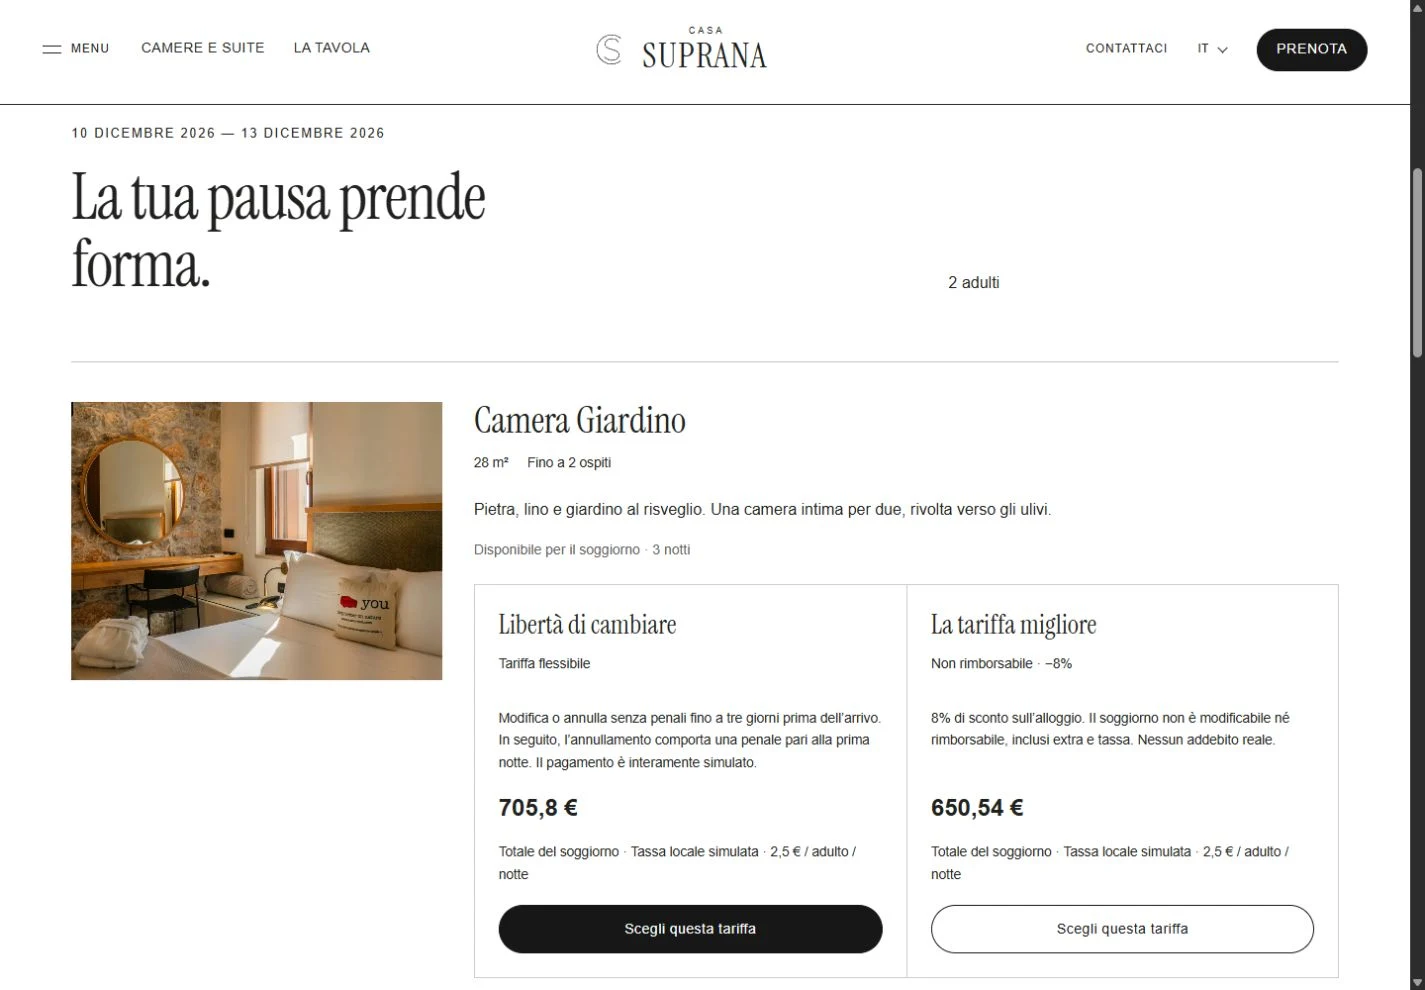 MENU
CAMERE E SUITE
LA TAVOLA
CASA
S SUPRANA
CONTATTACI
IT
PRENOTA
10 DICEMBRE 2026 — 13 DICEMBRE 2026
La tua pausa prende
forma.
2 adulti
Camera Giardino
28 m² Fino a 2 ospiti
Pietra, lino e giardino al risveglio. Una camera intima per due, rivolta verso gli ulivi.
Disponibile per il soggiorno · 3 notti
you
Libertà di cambiare
Tariffa flessibile
Modifica o annulla senza penali fino a tre giorni prima dell’arrivo.
In seguito, l’annullamento comporta una penale pari alla prima
notte. Il pagamento è interamente simulato.
705,8 €
Totale del soggiorno · Tassa locale simulata · 2,5 € / adulto /
notte
Scegli questa tariffa
La tariffa migliore
Non rimborsabile · −8%
8% di sconto sull’alloggio. Il soggiorno non è modificabile né
rimborsabile, inclusi extra e tassa. Nessun addebito reale.
650,54 €
Totale del soggiorno · Tassa locale simulata · 2,5 € / adulto /
notte
Scegli questa tariffa